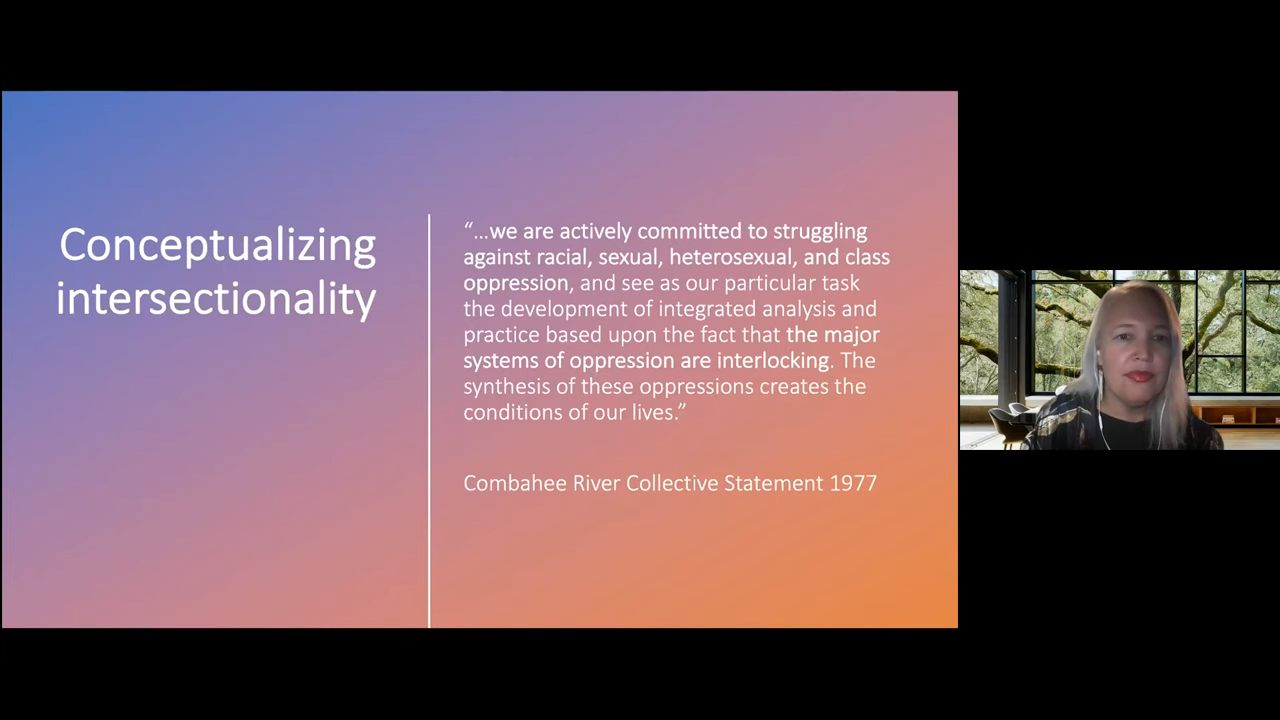 Conceptualizing
intersectionality
“…we are actively committed to struggling
against racial, sexual, heterosexual, and class
oppression, and see as our particular task
the development of integrated analysis and
practice based upon the fact that the major
systems of oppression are interlocking. The
synthesis of these oppressions creates the
conditions of our lives.”
Combahee River Collective Statement 1977